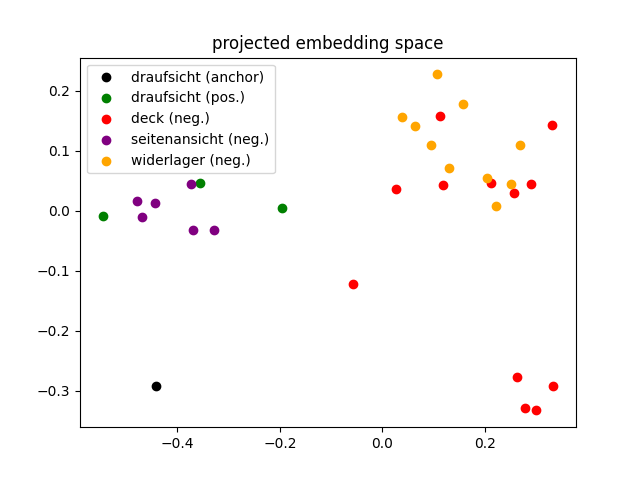 projected embedding space
draufsicht (anchor)
draufsicht (pos.)
deck (neg.)
seitenansicht (neg.)
widerlager (neg.)
0.2
0.1
0.0
−0.1
−0.2
−0.3
−0.4 −0.2 0.0 0.2